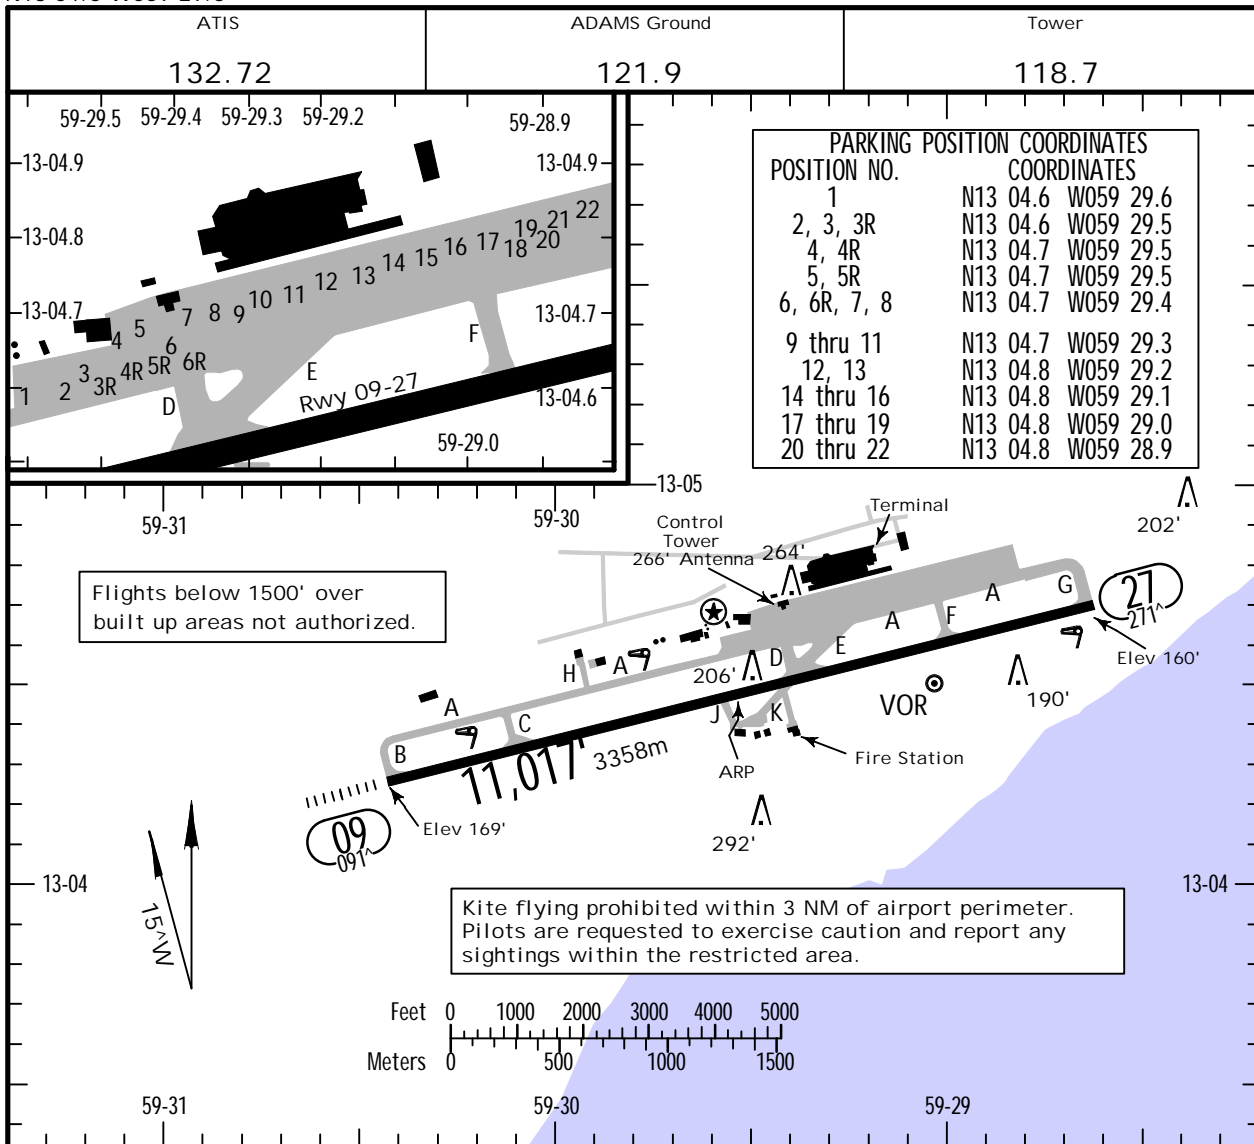 ATIS
ADAMS Ground
Tower
132.72
121.9
118.7
59-29.5 59-29.4 59-29.3 59-29.2
59-28.9
13-04.9
13-04.9
13-04.8
13-04.8
13-04.7
13-04.7
13-04.6
59-29.0
1
2
3
3R
4
4R
5
5R
6
6R
7
8
9
10
11
12
13
14
15
16
17
18
19
20
21
22
D
E
F
Rwy 09-27
PARKING POSITION COORDINATES
POSITION NO. COORDINATES
1 N13 04.6 W059 29.6
2, 3, 3R N13 04.6 W059 29.5
4, 4R N13 04.7 W059 29.5
5, 5R N13 04.7 W059 29.5
6, 6R, 7, 8 N13 04.7 W059 29.4
9 thru 11 N13 04.7 W059 29.3
12, 13 N13 04.8 W059 29.2
14 thru 16 N13 04.8 W059 29.1
17 thru 19 N13 04.8 W059 29.0
20 thru 22 N13 04.8 W059 28.9
13-05
59-31
59-30
Terminal
202'
Control
Tower
266' Antenna
264'
Flights below 1500' over
built up areas not authorized.
27
271^
Elev 160'
A
G
A
F
E
D
H
A
206'
190'
VOR
A
C
B
J
K
11,017'
3358m
ARP
Fire Station
09
091^
Elev 169'
292'
13-04
13-04
15^W
Kite flying prohibited within 3 NM of airport perimeter.
Pilots are requested to exercise caution and report any
sightings within the restricted area.
Feet 0 1000 2000 3000 4000 5000
Meters 0 500 1000 1500
59-31
59-30
59-29